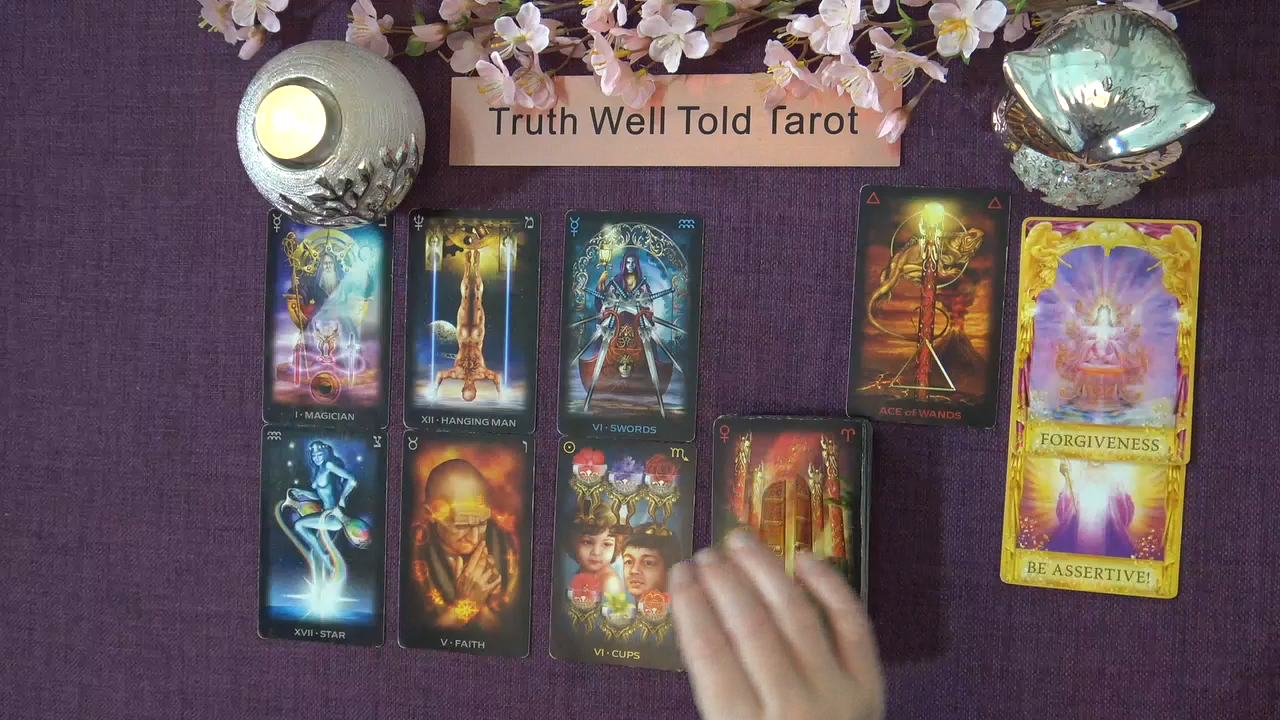 Truth Well Told Tarot
I • MAGICIAN
XII • HANGING MAN
VI • SWORDS
ACE of WANDS
FORGIVENESS
BE ASSERTIVE!
XVII • STAR
V • FAITH
VI • CUPS